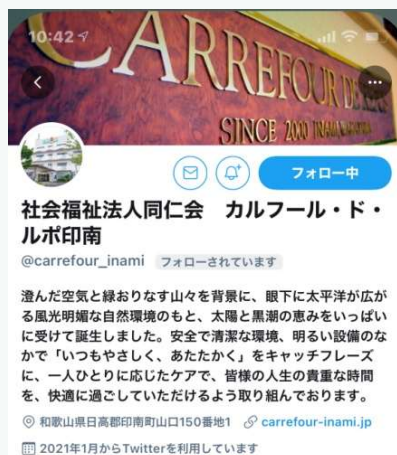 10:42
CARREFOUR DE
SINCE 2000 INAMI
フォロー中
社会福祉法人同仁会　カルフール・ド・
ルポ印南
@carrefour_inami フォローされています
澄んだ空気と緑おりなす山々を背景に、眼下に太平洋が広が
る風光明媚な自然環境のもと、太陽と黒潮の恵みをいっぱい
に受けて誕生しました。安全で清潔な環境、明るい設備のな
かで「いつもやさしく、あたたかく」をキャッチフレーズ
に、一人ひとりに応じたケアで、皆様の人生の貴重な時間
を、快適に過ごしていただけるよう取り組んでおります。
和歌山県日高郡印南町山口150番地1 carrefour-inami.jp
2021年1月からTwitterを利用しています